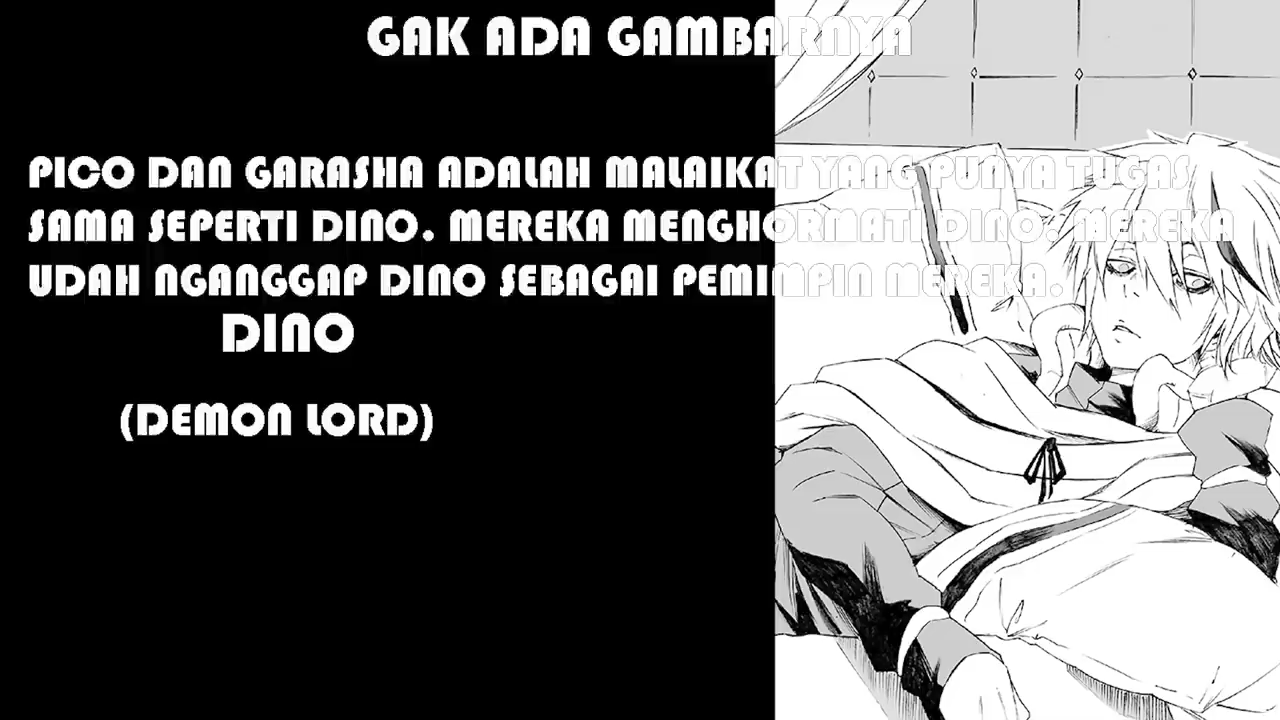 GAK ADA GAMBARNYA
PICO DAN GARASHA ADALAH MALAIKAT YANG PUNYA TUGAS
SAMA SEPERTI DINO. MEREKA MENGHORMATI DINO. MEREKA
UDAH NGANGGAP DINO SEBAGAI PEMIMPIN MEREKA.
DINO
(DEMON LORD)